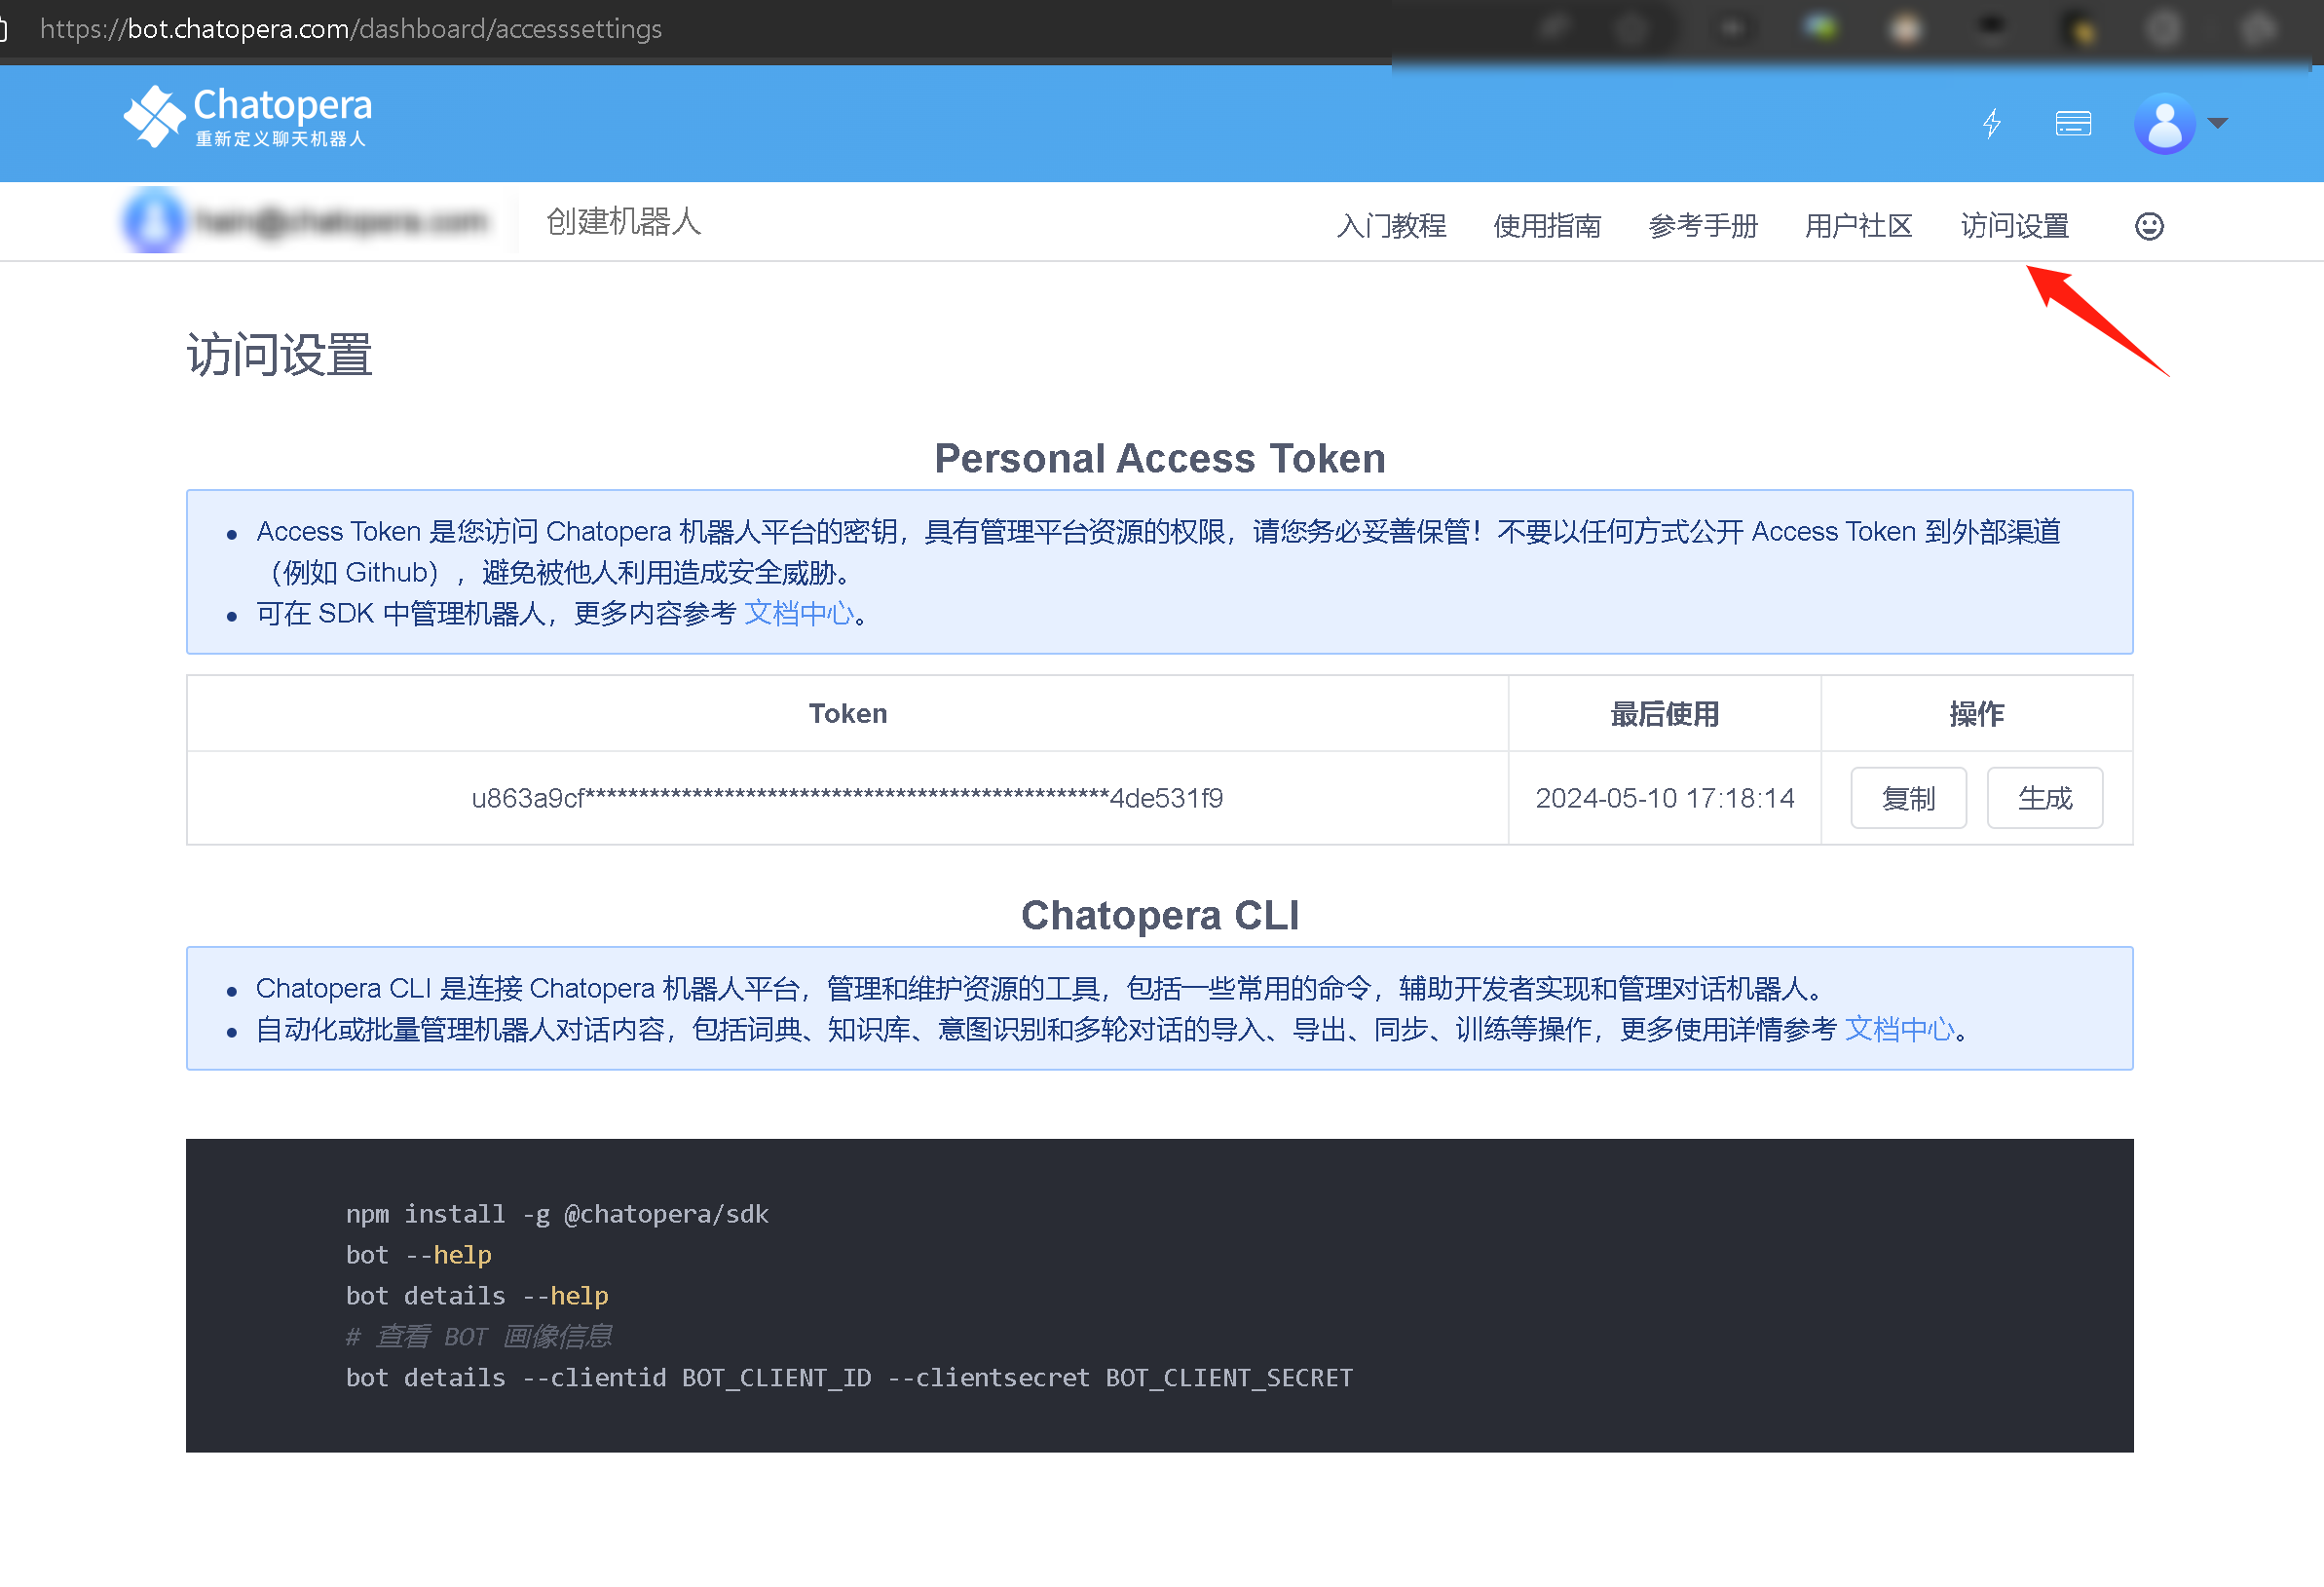 https://bot.chatopera.com/dashboard/accesssettings
Chatopera
重新定义聊天机器人
创建机器人
入门教程 使用指南 参考手册 用户社区 访问设置
访问设置
Personal Access Token
Access Token 是您访问 Chatopera 机器人平台的密钥，具有管理平台资源的权限，请您务必妥善保管！不要以任何方式公开 Access Token 到外部渠道
（例如 Github），避免被他人利用造成安全威胁。
可在 SDK 中管理机器人，更多内容参考 文档中心。
Token 最后使用 操作
u863a9cf*************************************************4de531f9 2024-05-10 17:18:14 复制 生成
Chatopera CLI
Chatopera CLI 是连接 Chatopera 机器人平台，管理和维护资源的工具，包括一些常用的命令，辅助开发者实现和管理对话机器人。
自动化或批量管理机器人对话内容，包括词典、知识库、意图识别和多轮对话的导入、导出、同步、训练等操作，更多使用详情参考 文档中心。
npm install -g @chatopera/sdk
bot --help
bot details --help
# 查看 BOT 画像信息
bot details --clientid BOT_CLIENT_ID --clientsecret BOT_CLIENT_SECRET